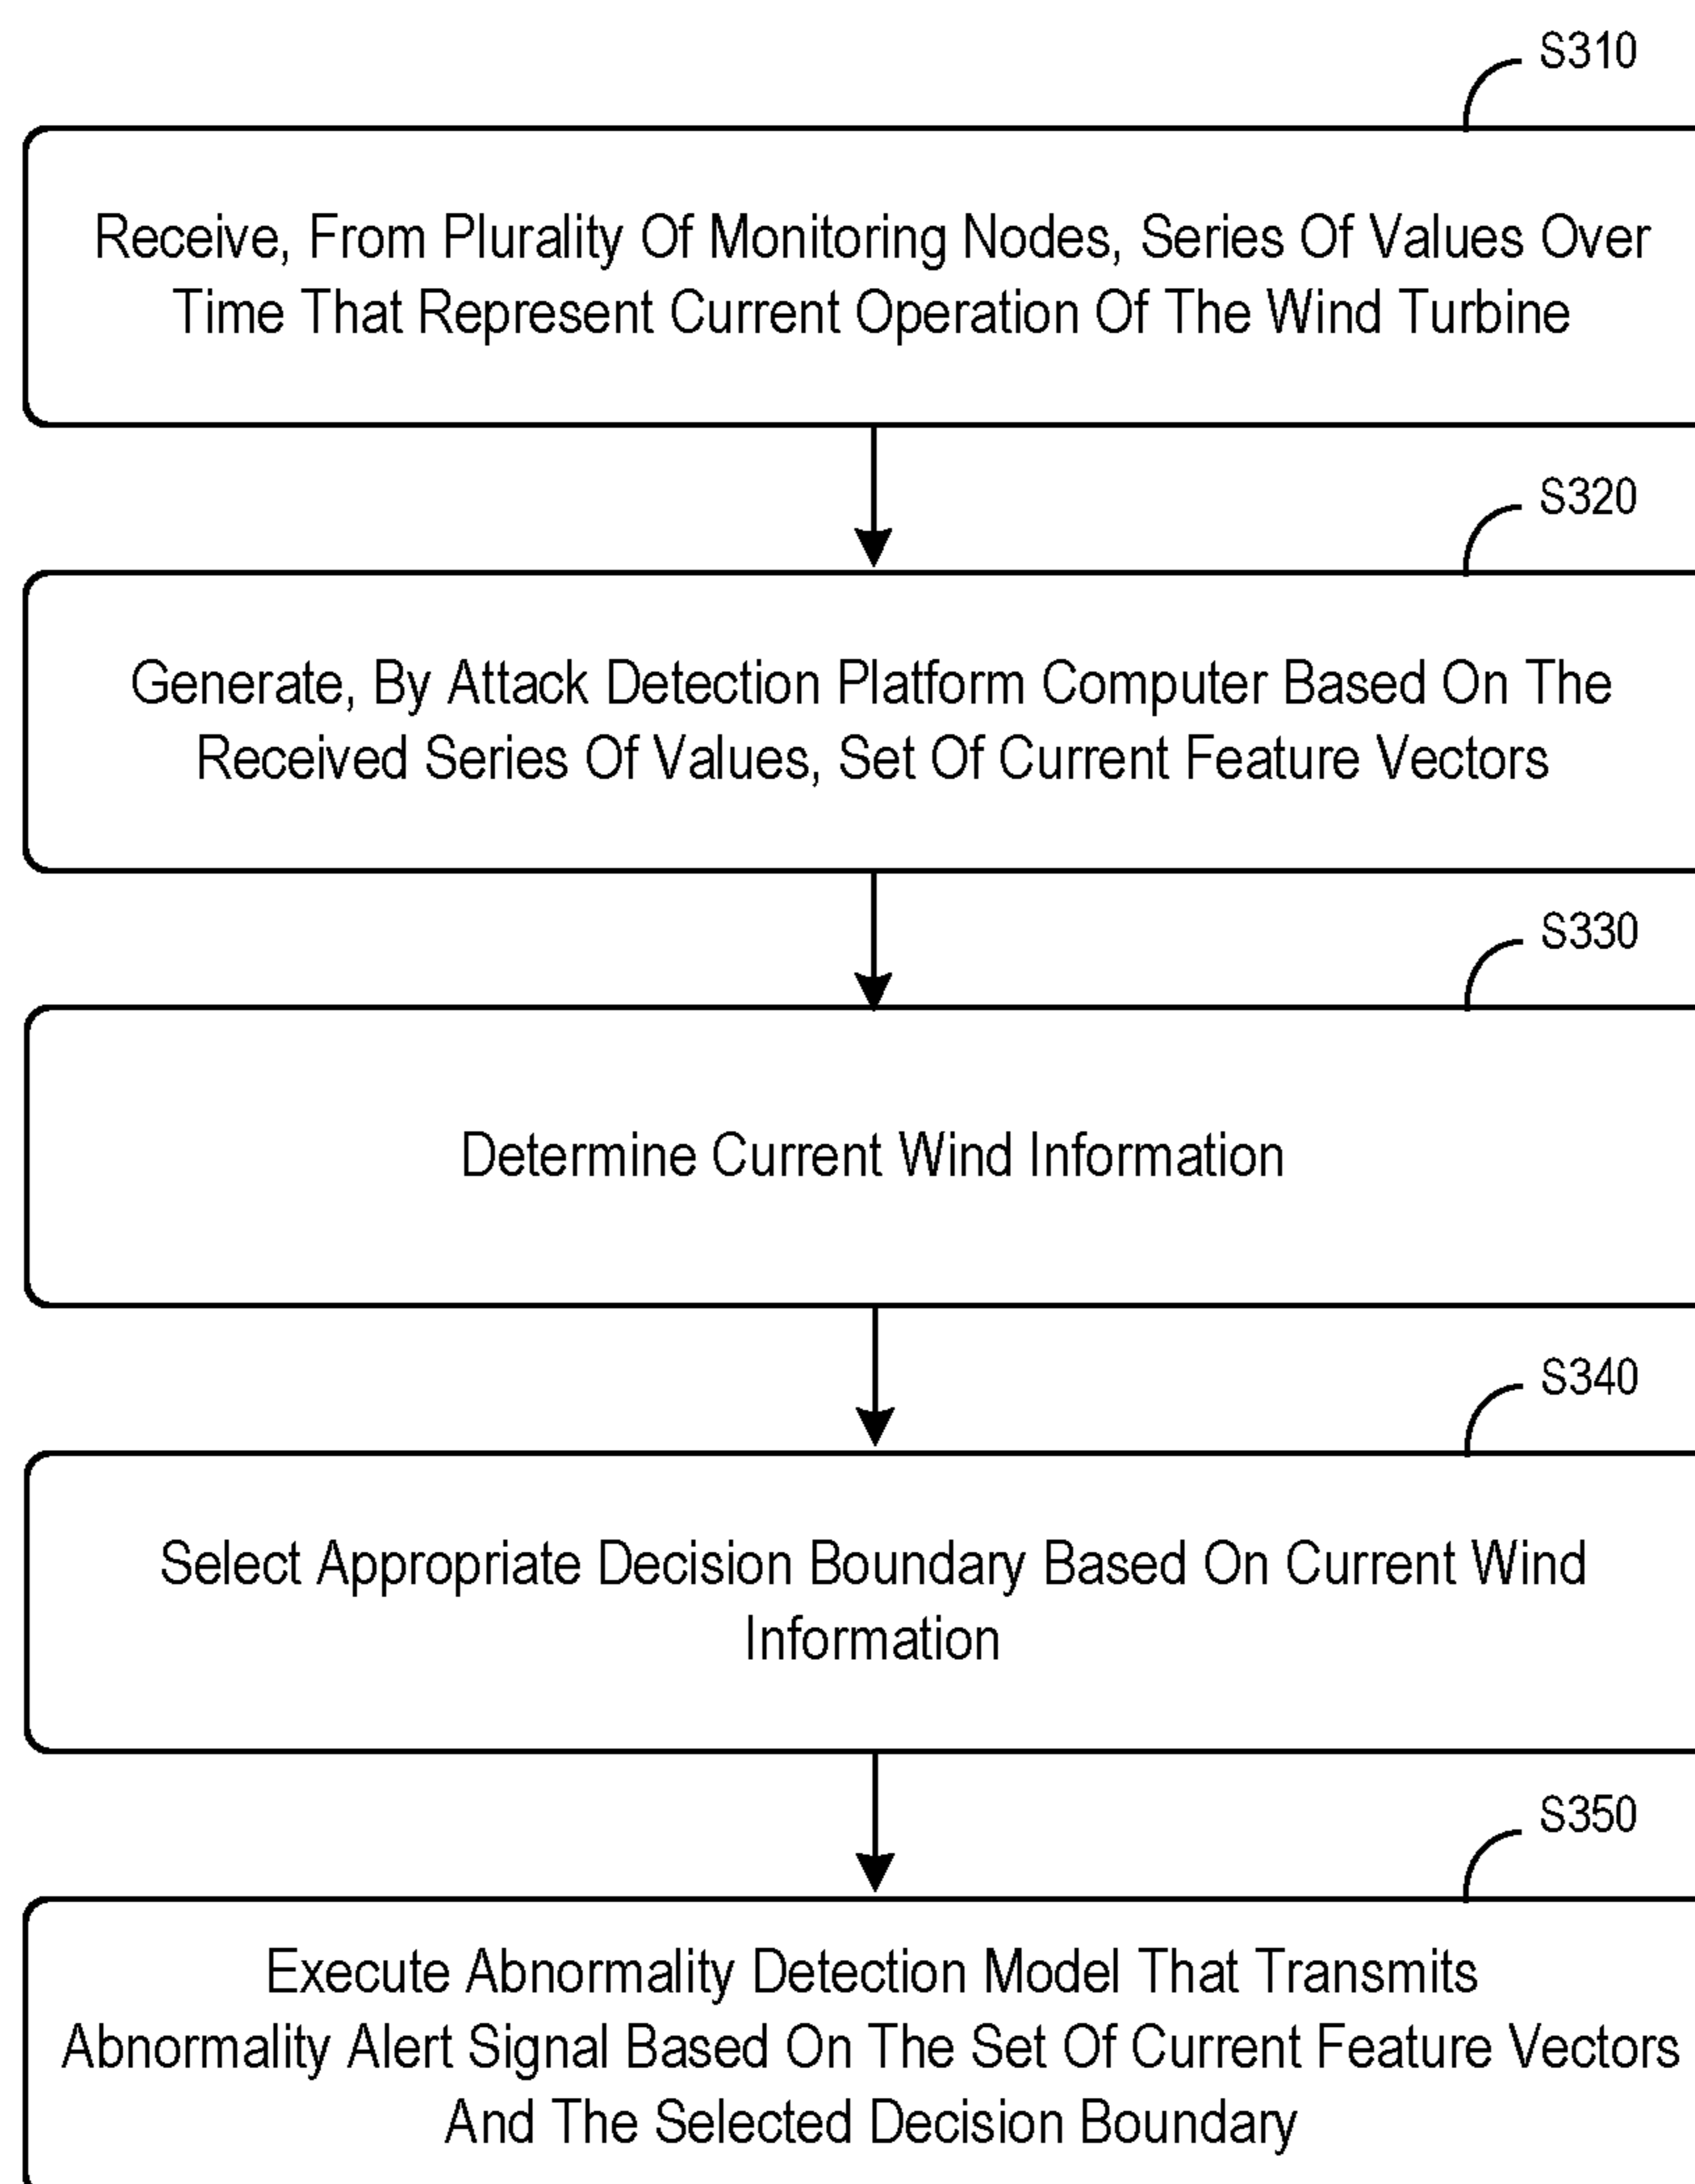 S310
Receive, From Plurality Of Monitoring Nodes, Series Of Values Over
Time That Represent Current Operation Of The Wind Turbine
S320
Generate, By Attack Detection Platform Computer Based On The
Received Series Of Values, Set Of Current Feature Vectors
S330
Determine Current Wind Information
S340
Select Appropriate Decision Boundary Based On Current Wind
Information
S350
Execute Abnormality Detection Model That Transmits
Abnormality Alert Signal Based On The Set Of Current Feature Vectors
And The Selected Decision Boundary